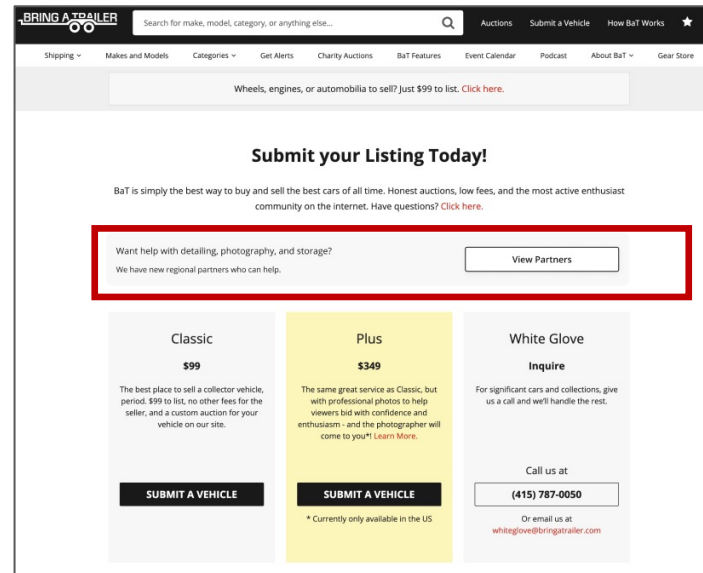 BRING A TRAILER
Search for make, model, category, or anything else...
Auctions
Submit a Vehicle
How BaT Works
Shipping
Makes and Models
Categories
Get Alerts
Charity Auctions
BaT Features
Event Calendar
Podcast
About BaT
Gear Store
Wheels, engines, or automobilia to sell? Just $99 to list. Click here.
Submit your Listing Today!
BaT is simply the best way to buy and sell the best cars of all time. Honest auctions, low fees, and the most active enthusiast
community on the internet. Have questions? Click here.
Want help with detailing, photography, and storage?
We have new regional partners who can help.
View Partners
Classic
$99
The best place to sell a collector vehicle,
period. $99 to list, no other fees for the
seller, and a custom auction for your
vehicle on our site.
SUBMIT A VEHICLE
Plus
$349
The same great service as Classic, but
with professional photos to help
viewers bid with confidence and
enthusiasm - and the photographer will
come to you*! Learn More.
SUBMIT A VEHICLE
* Currently only available in the US
White Glove
Inquire
For significant cars and collections, give
us a call and we'll handle the rest.
Call us at
(415) 787-0050
Or email us at
whiteglove@bringatrailer.com